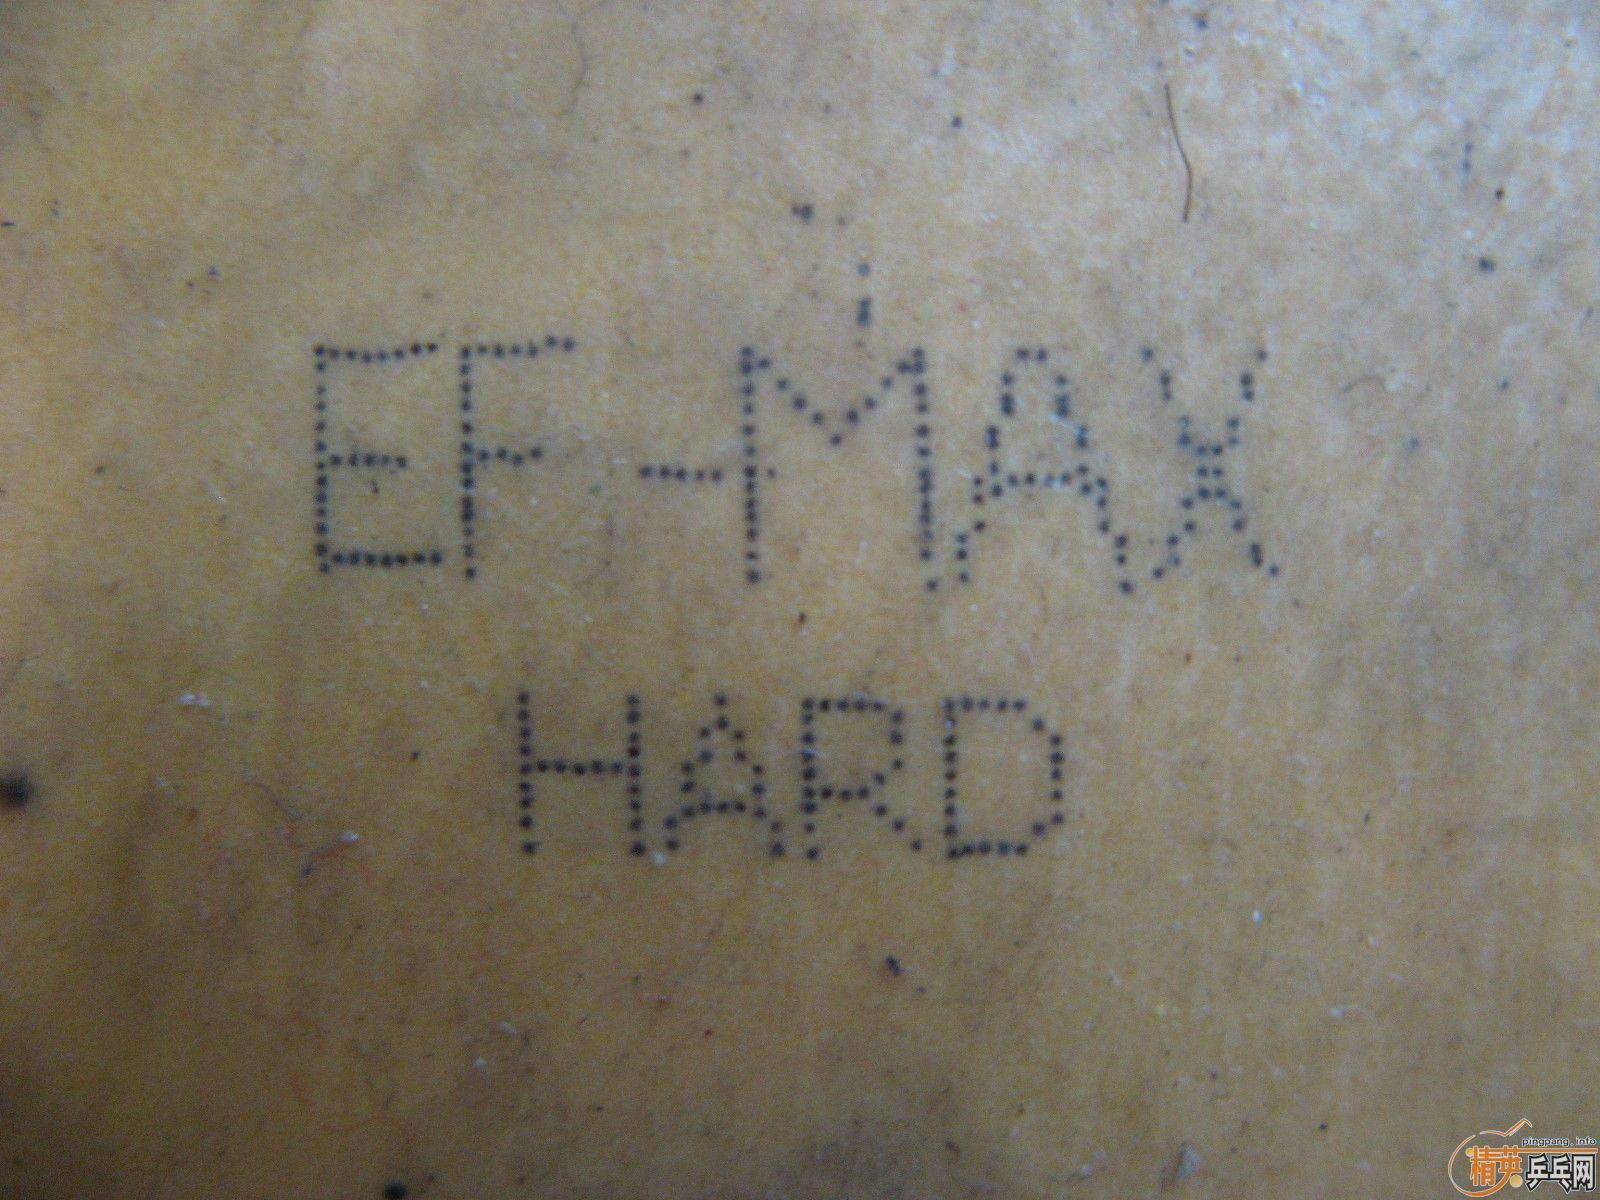 EF-MAX
HARD
pingpang.info
精英乒乓网